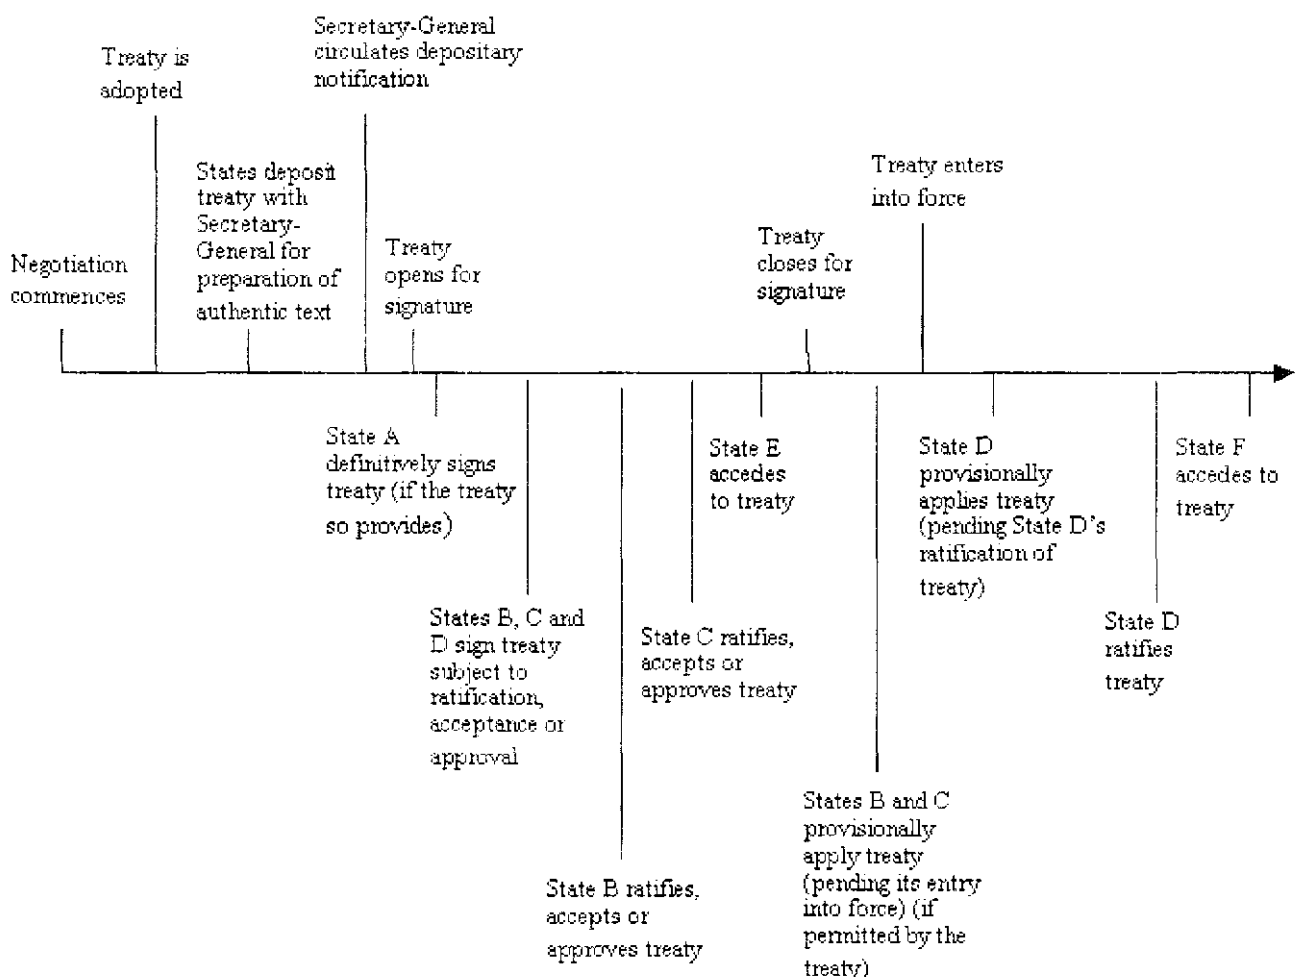 Negotiation
commences
Treaty is
adopted
States deposit
treaty with
Secretary-
General for
preparation of
authentic text
Secretary-General
circulates depositary
notification
Treaty
opens for
signature
Treaty
closes for
signature
Treaty enters
into force
State A
definitively signs
treaty (if the treaty
so provides)
States B, C and
D sign treaty
subject to
ratification,
acceptance or
approval
State B ratifies,
accepts or
approves treaty
State C ratifies,
accepts or
approves treaty
State E
accedes
to treaty
States B and C
provisionally
apply treaty
(pending its entry
into force) (if
permitted by the
treaty)
State D
provisionally
applies treaty
(pending State D's
ratification of
treaty)
State D
ratifies
treaty
State F
accedes to
treaty